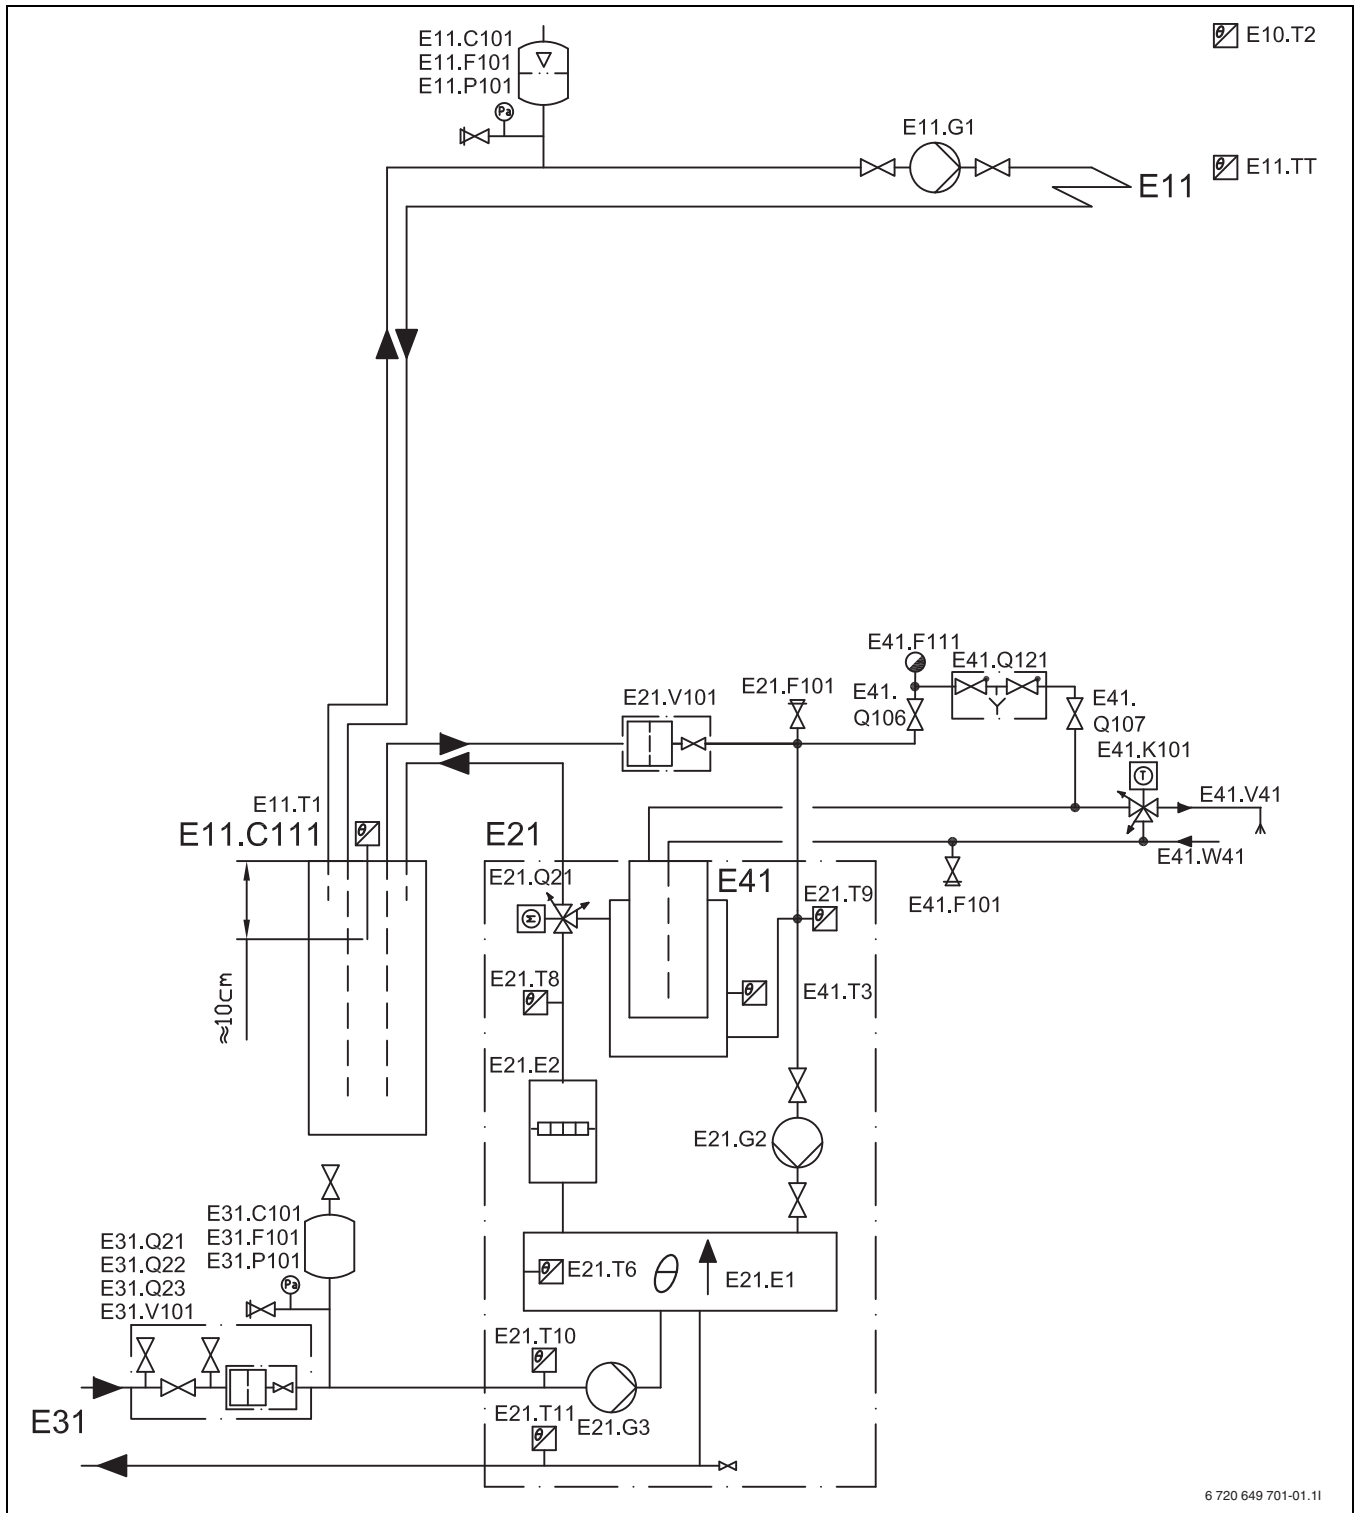 E11.C101
E11.F101
E11.P101
Pa
E10.T2
θ
E11.G1
θ
E11.TT
E11
E41.F111
E41.Q121
E21.V101
E21.F101
E41.
Q106
E41.
Q107
E41.K101
T
E41.V41
E41.W41
E41.F101
E11.T1
E11.C111
θ
≈10cm
E21
E21.Q21
M
E41
E21.T9
θ
E21.T8
θ
θ
E41.T3
E21.E2
E21.G2
E31.C101
E31.F101
E31.P101
Pa
E31.Q21
E31.Q22
E31.Q23
E31.V101
θ
E21.T6
θ
E21.E1
E21.T10
θ
E21.T11
θ
E21.G3
E31
6 720 649 701-01.1I